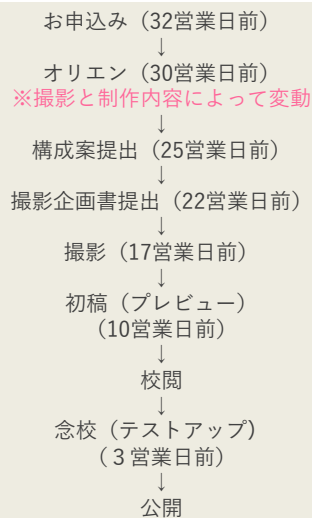 お申込み（32営業日前）
↓
オリエン（30営業日前）
※撮影と制作内容によって変動
↓
構成案提出（25営業日前）
↓
撮影企画書提出（22営業日前）
↓
撮影（17営業日前）
↓
初稿（プレビュー）
（10営業日前）
↓
校閲
↓
念校（テストアップ）
（３営業日前）
↓
公開